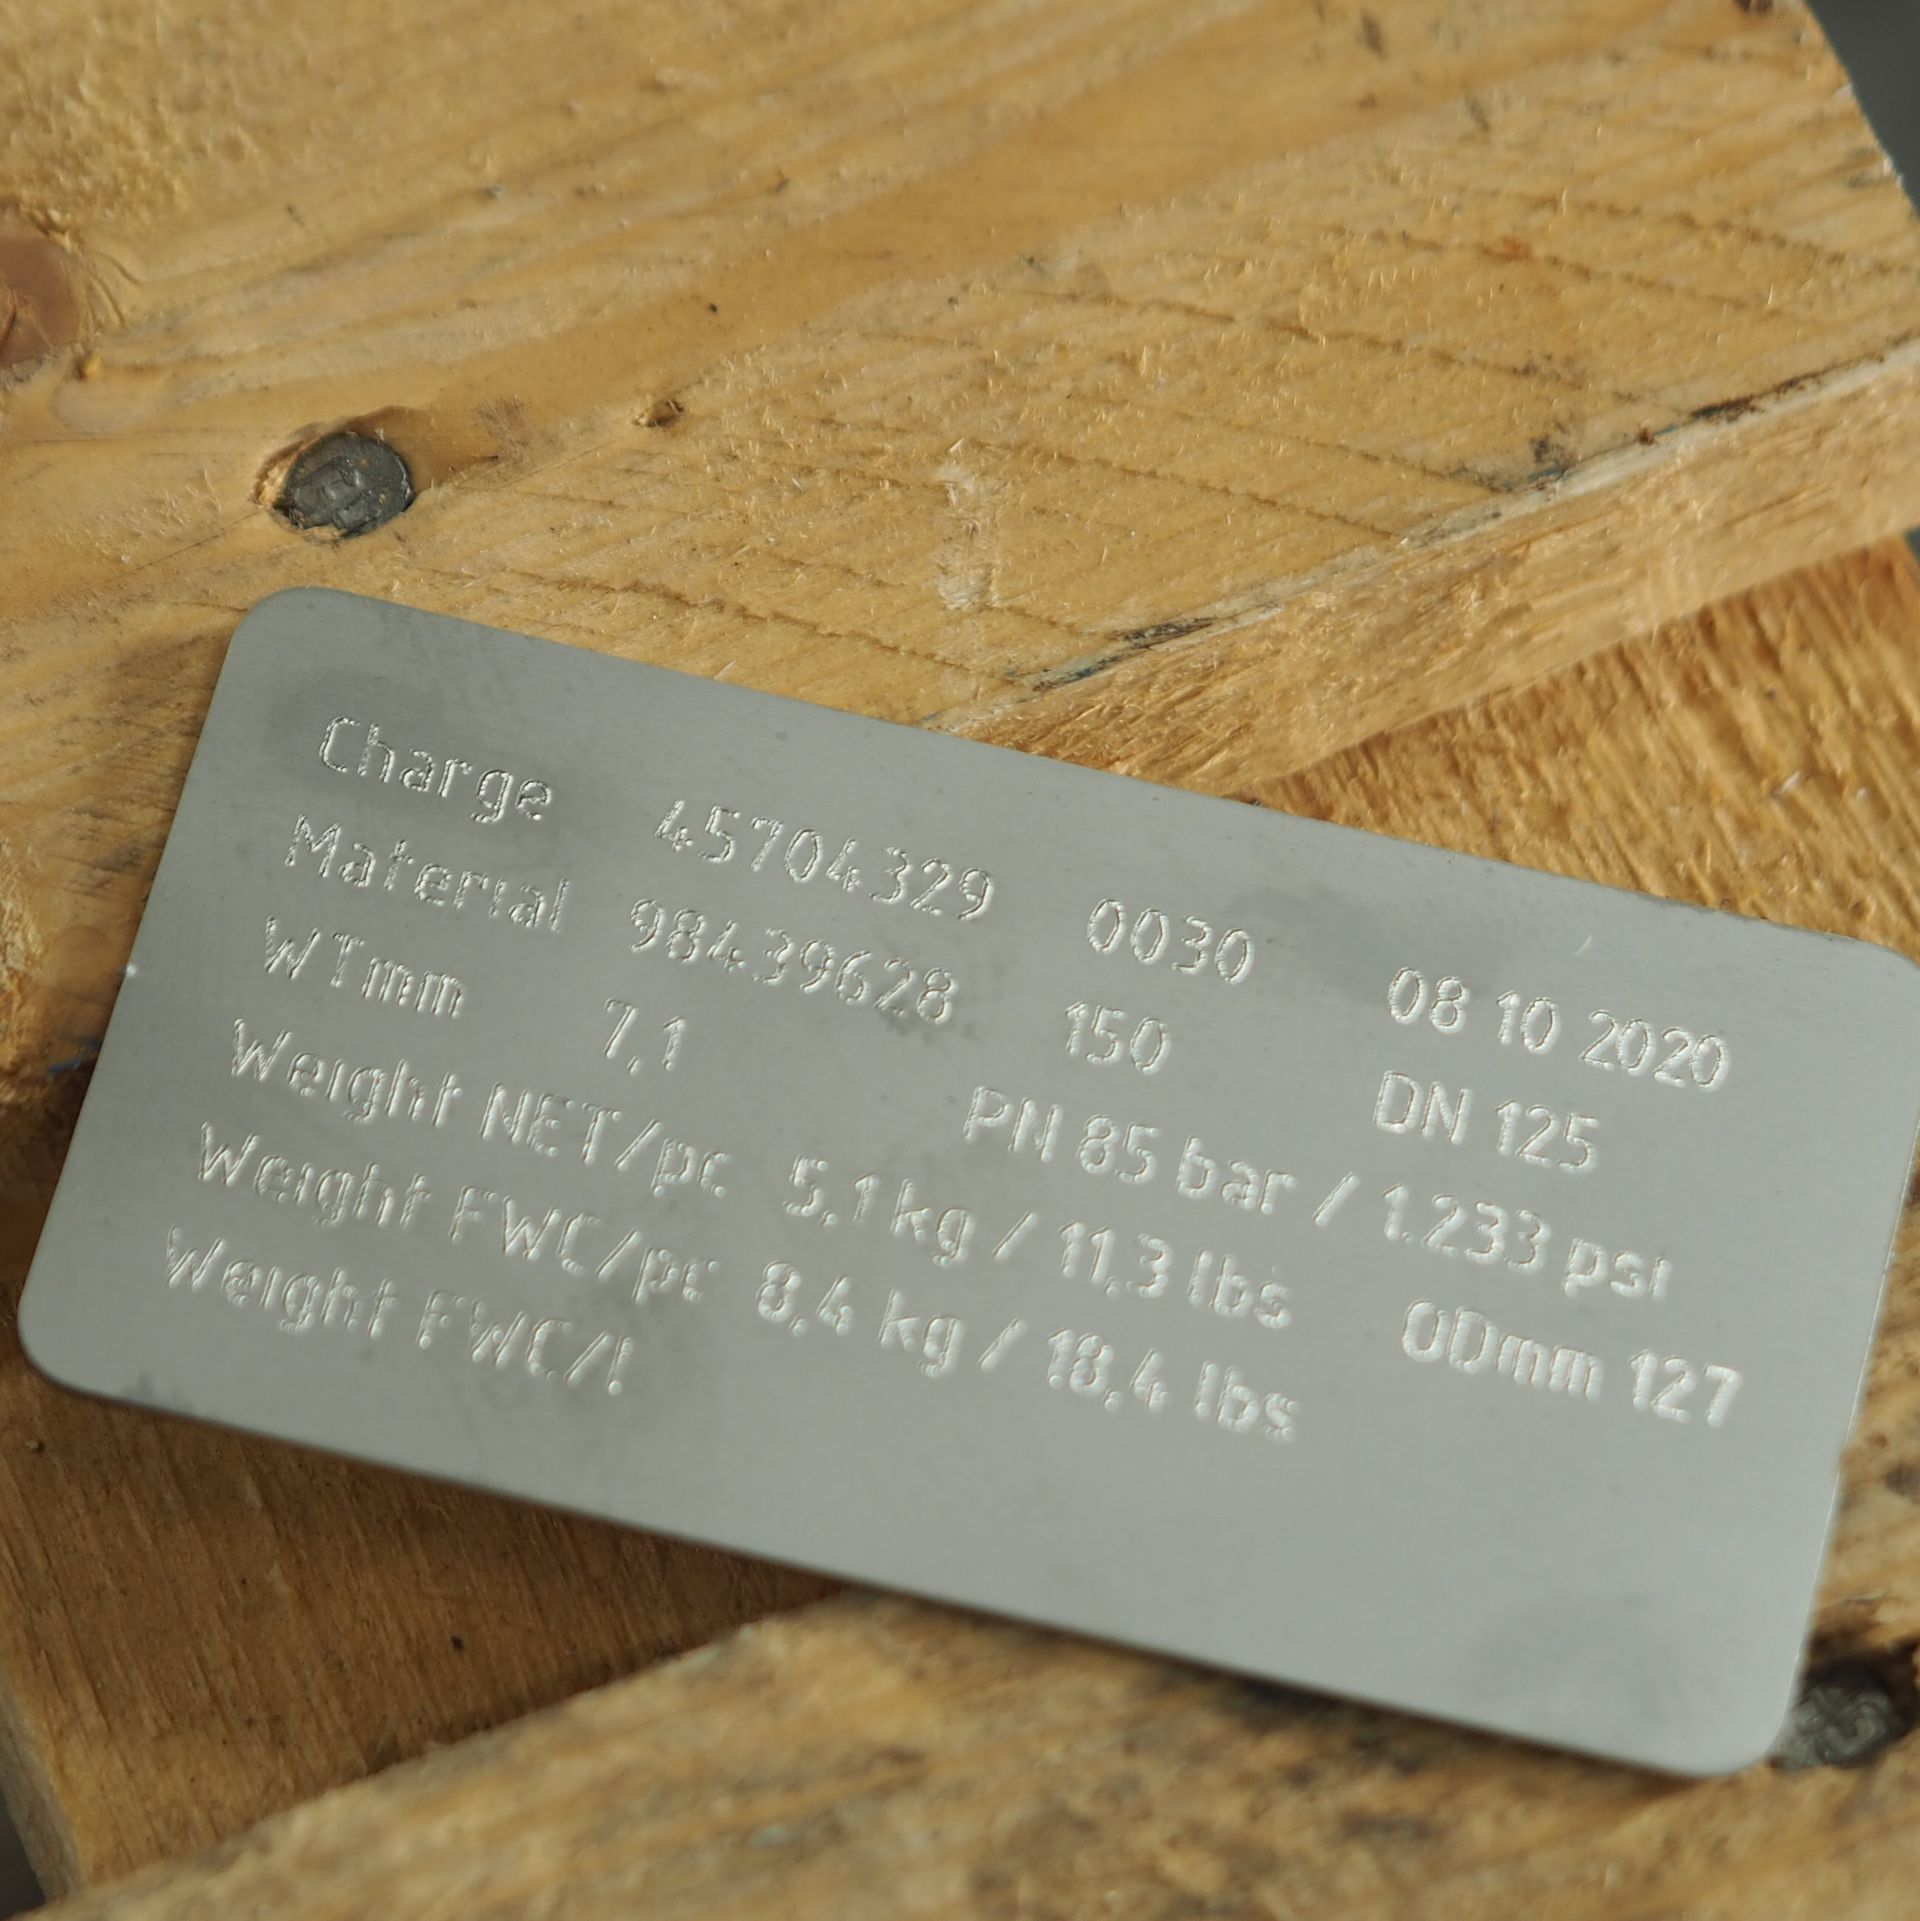 Charge 45704329 0030 08 10 2020
Material 98439628 150 DN 125
WTmm 7,1 PN 85 bar / 1.233 psi
Weight NET/pc 5,1 kg / 11,3 lbs ODmm 127
Weight FWC/pc 8,4 kg / 18,4 lbs
Weight FWC/!